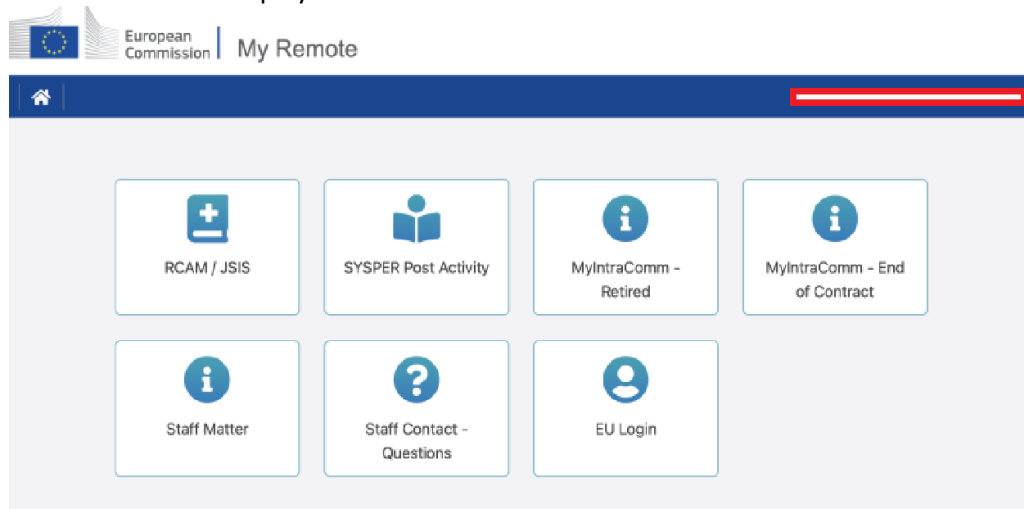 European
Commission
My Remote
RCAM / JSIS
SYSPER Post Activity
MyIntraComm -
Retired
MyIntraComm - End
of Contract
Staff Matter
Staff Contact -
Questions
EU Login